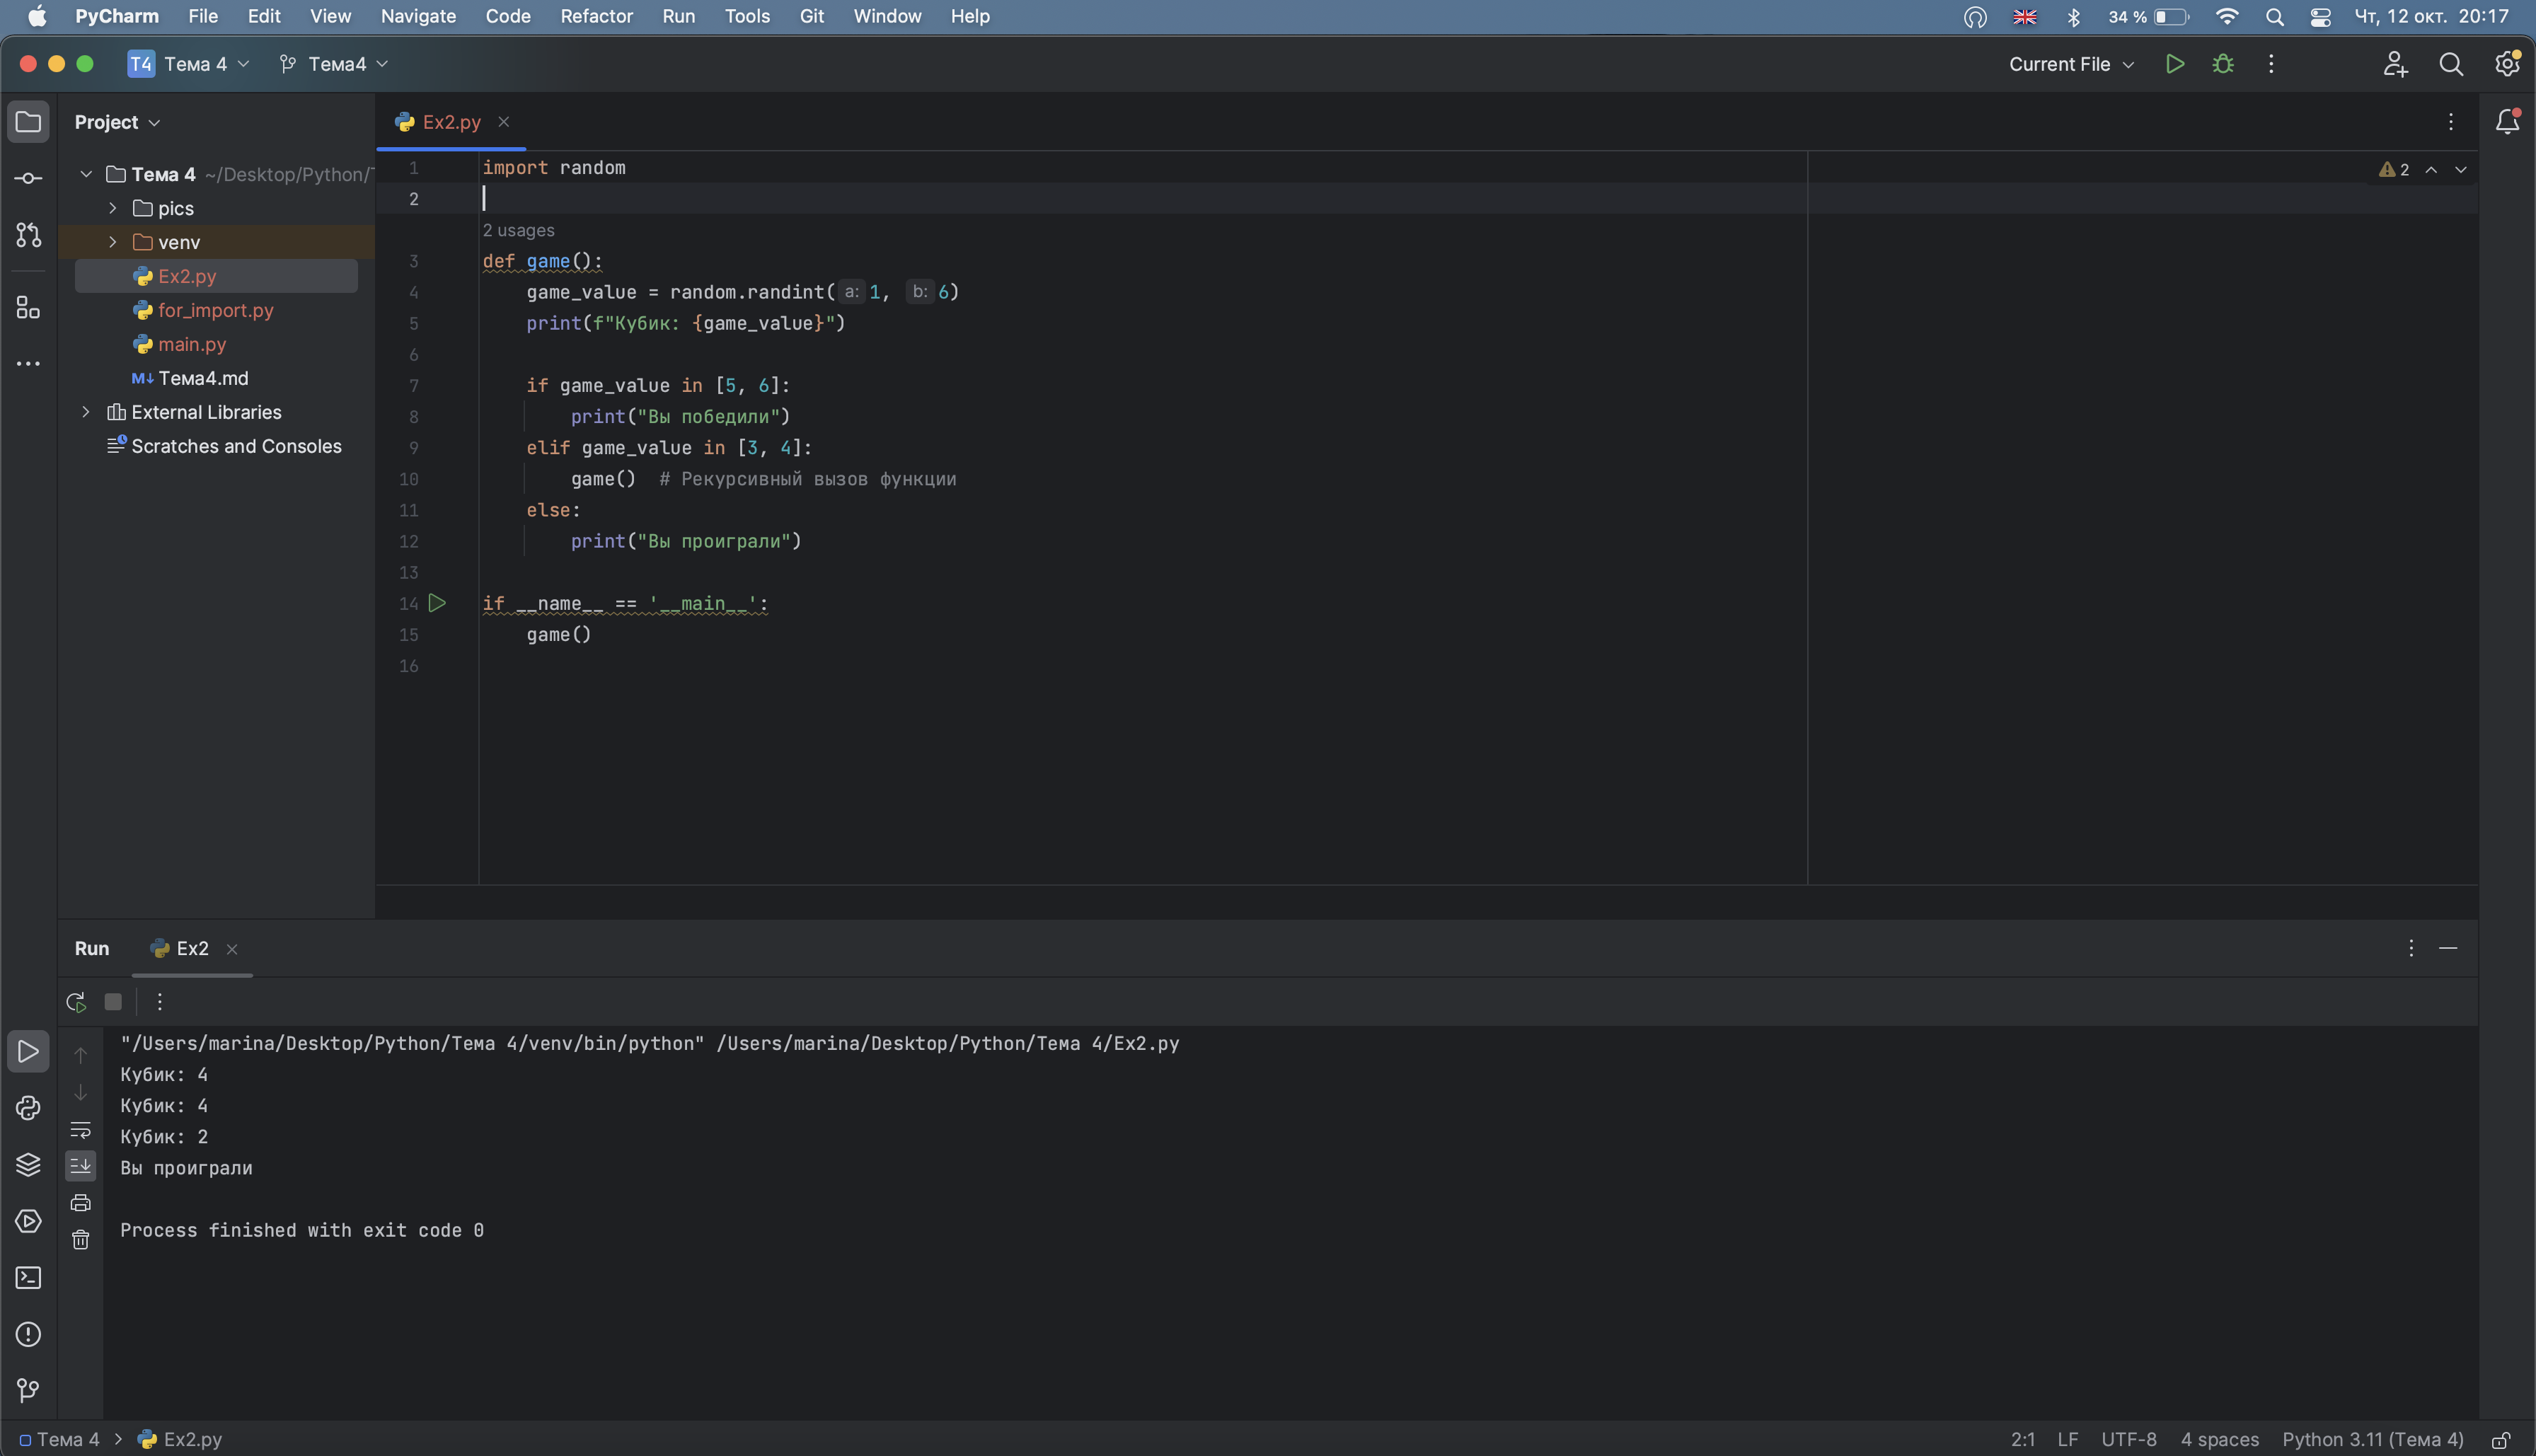 PyCharm File Edit View Navigate Code Refactor Run Tools Git Window Help 34 % Чт, 12 окт. 20:17
T4 Тема 4 Тема4 Current File
Project
Тема 4 ~/Desktop/Python/
pics
venv
Ex2.py
for_import.py
main.py
M↓ Тема4.md
External Libraries
Scratches and Consoles
Ex2.py
2
1 import random
2
2 usages
3 def game():
4 game_value = random.randint( a: 1, b: 6)
5 print(f"Кубик: {game_value}")
6
7 if game_value in [5, 6]:
8 print("Вы победили")
9 elif game_value in [3, 4]:
10 game()  # Рекурсивный вызов функции
11 else:
12 print("Вы проиграли")
13
14 if __name__ == '__main__':
15 game()
16
Run Ex2
"/Users/marina/Desktop/Python/Тема 4/venv/bin/python" /Users/marina/Desktop/Python/Тема 4/Ex2.py
Кубик: 4
Кубик: 4
Кубик: 2
Вы проиграли
Process finished with exit code 0
Тема 4 > Ex2.py 2:1 LF UTF-8 4 spaces Python 3.11 (Тема 4)